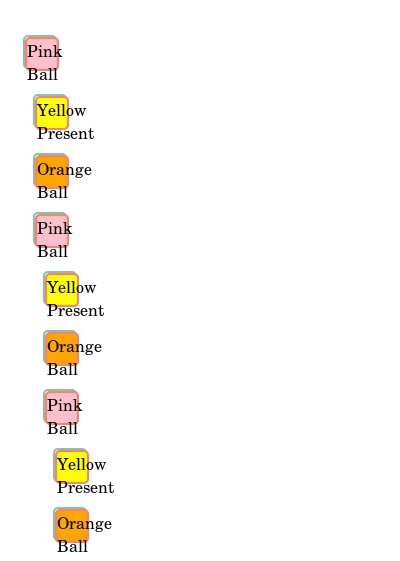 Pink
Ball
Yellow
Present
Orange
Ball
Pink
Ball
Yellow
Present
Orange
Ball
Pink
Ball
Yellow
Present
Orange
Ball